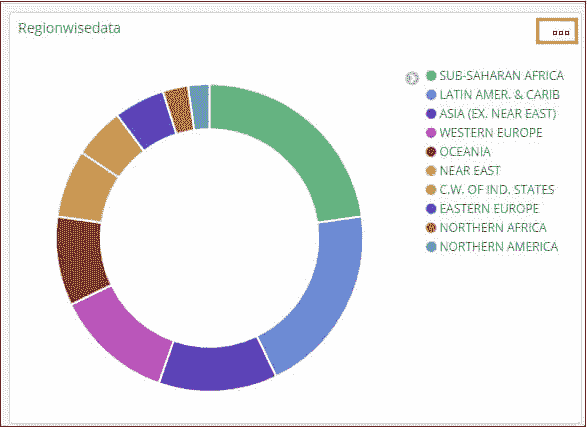 Regionwisedata
SUB-SAHARAN AFRICA
LATIN AMER. & CARIB
ASIA (EX. NEAR EAST)
WESTERN EUROPE
OCEANIA
NEAR EAST
C.W. OF IND. STATES
EASTERN EUROPE
NORTHERN AFRICA
NORTHERN AMERICA